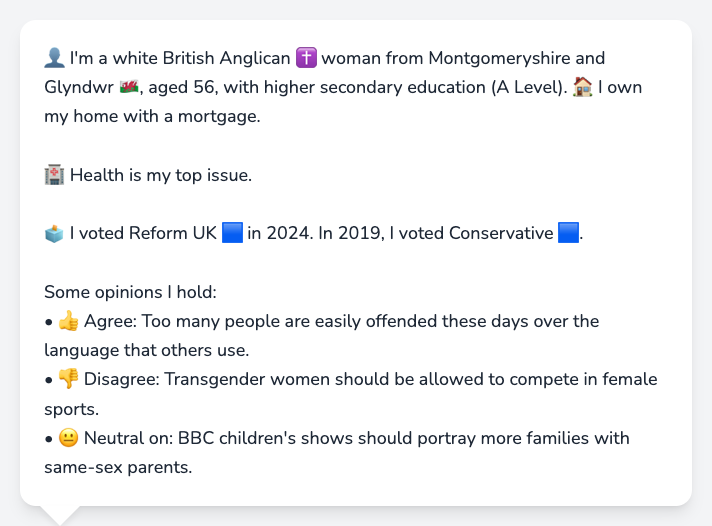 👤 I'm a white British Anglican ✝️ woman from Montgomeryshire and
Glyndwr 🏴󠁧󠁢󠁷󠁬󠁳󠁿, aged 56, with higher secondary education (A Level). 🏠 I own
my home with a mortgage.
🏥 Health is my top issue.
🗳️ I voted Reform UK 🟦 in 2024. In 2019, I voted Conservative 🟦.
Some opinions I hold:
• 👍 Agree: Too many people are easily offended these days over the
language that others use.
• 👎 Disagree: Transgender women should be allowed to compete in female
sports.
• 😐 Neutral on: BBC children's shows should portray more families with
same-sex parents.